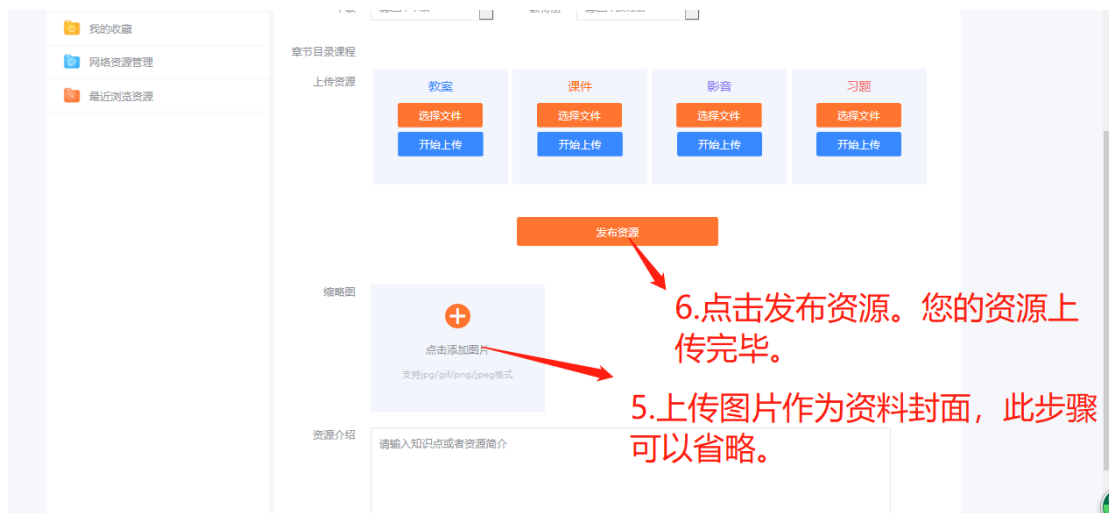 我的收藏
网络资源管理
最近浏览资源
章节目录课程
上传资源
教案
课件
影音
习题
选择文件
选择文件
选择文件
选择文件
开始上传
开始上传
开始上传
开始上传
发布资源
6.点击发布资源。您的资源上
传完毕。
缩略图
点击添加图片
支持jpg/gif/png/jpeg格式
5.上传图片作为资料封面，此步骤
可以省略。
资源介绍
请输入知识点或者资源简介